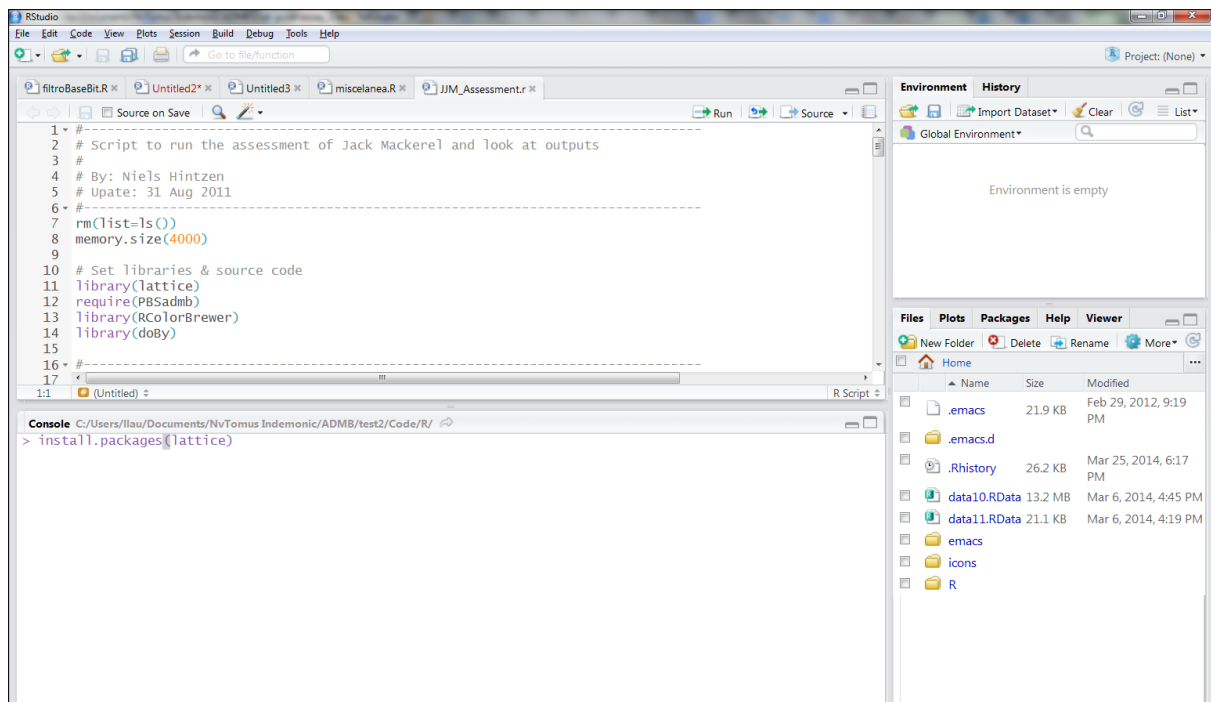 RStudio
File Edit Code View Plots Session Build Debug Tools Help
Go to file/function
Project: (None)
filtroBaseBit.R
Untitled2*
Untitled3
miscelanea.R
JJM_Assessment.r
Source on Save
Run
Source
1 #--------------------------------------------------------------------------------
2 # Script to run the assessment of Jack Mackerel and look at outputs
3 #
4 # By: Niels Hintzen
5 # Upate: 31 Aug 2011
6 #--------------------------------------------------------------------------------
7 rm(list=ls())
8 memory.size(4000)
9
10 # Set libraries & source code
11 library(lattice)
12 require(PBSadmb)
13 library(RColorBrewer)
14 library(doBy)
15
16 #--------------------------------------------------------------------------------
17
1:1 (Untitled) R Script
Console C:/Users/llau/Documents/NvTomus Indemonic/ADMB/test2/Code/R/
> install.packages(lattice)
Environment History
Import Dataset Clear List
Global Environment
Environment is empty
Files Plots Packages Help Viewer
New Folder Delete Rename More
Home
Name Size Modified
.emacs 21.9 KB Feb 29, 2012, 9:19 PM
.emacs.d
.Rhistory 26.2 KB Mar 25, 2014, 6:17 PM
data10.RData 13.2 MB Mar 6, 2014, 4:45 PM
data11.RData 21.1 KB Mar 6, 2014, 4:19 PM
emacs
icons
R